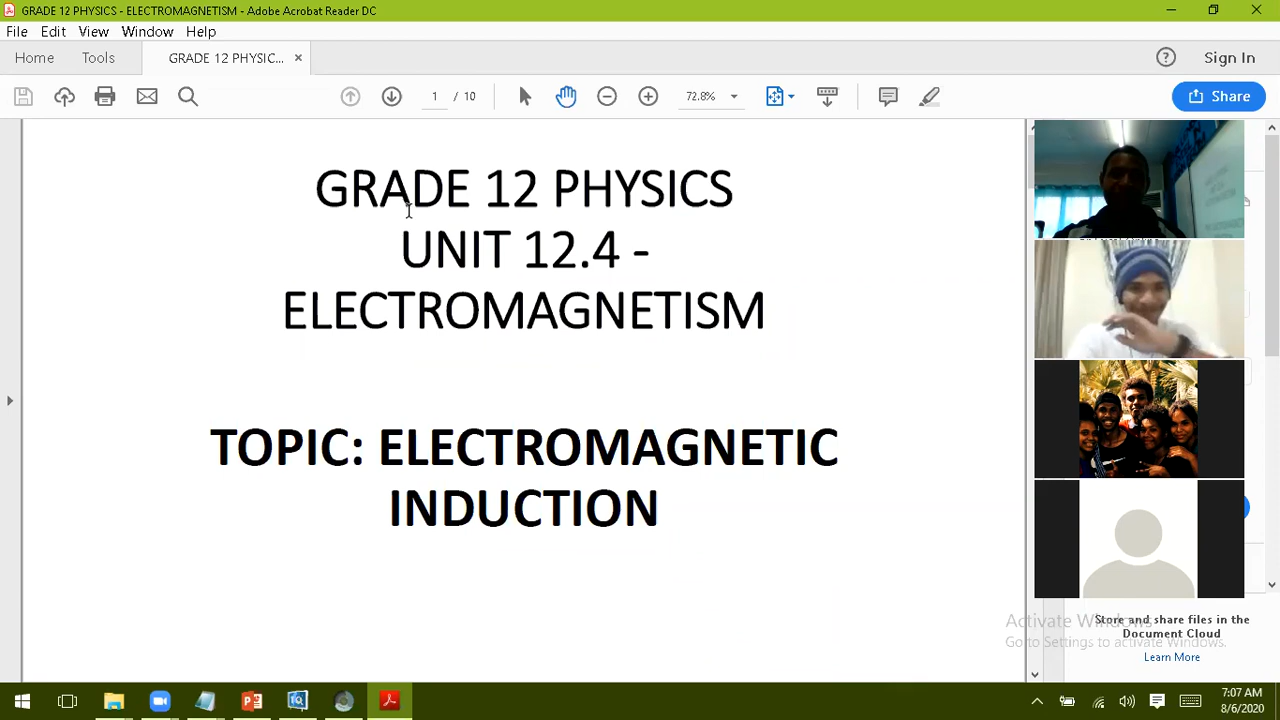 GRADE 12 PHYSICS - ELECTROMAGNETISM - Adobe Acrobat Reader DC
File Edit View Window Help
Home Tools GRADE 12 PHYSIC... Sign In
1 / 10 72.8% Share
GRADE 12 PHYSICS
UNIT 12.4 -
ELECTROMAGNETISM
TOPIC: ELECTROMAGNETIC
INDUCTION
Activate Windows
Go to Settings to activate Windows.
Store and share files in the
Document Cloud
Learn More
7:07 AM
8/6/2020